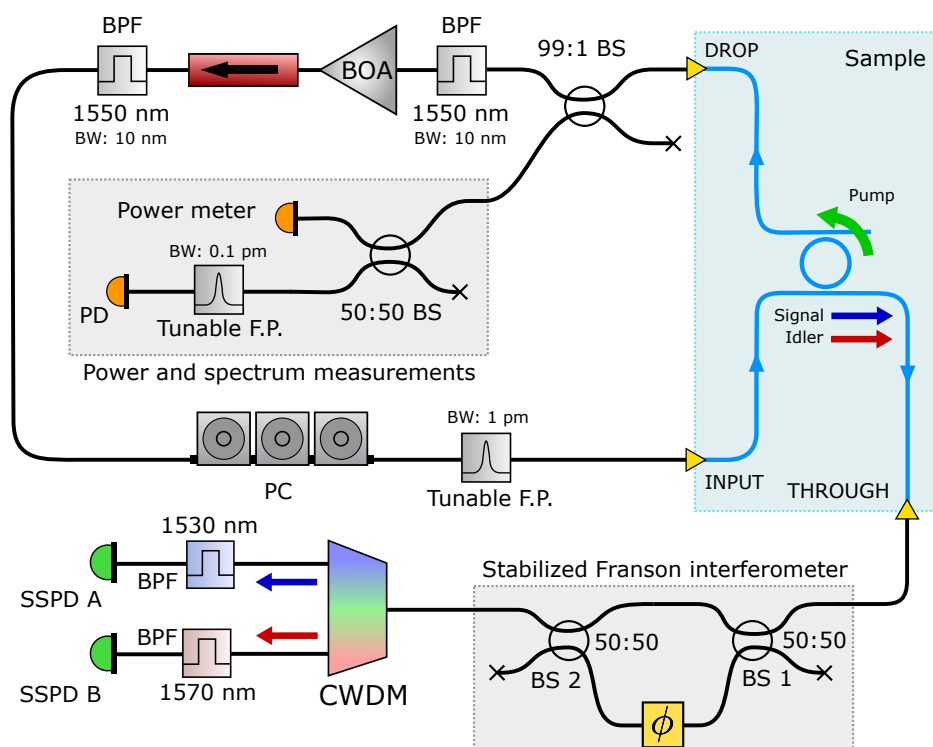 BPF
BPF
99:1 BS
DROP
Sample
BOA
1550 nm
BW: 10 nm
1550 nm
BW: 10 nm
Pump
Power meter
BW: 0.1 pm
PD
Tunable F.P.
50:50 BS
Signal
Idler
Power and spectrum measurements
BW: 1 pm
PC
Tunable F.P.
INPUT
THROUGH
1530 nm
BPF
SSPD A
Stabilized Franson interferometer
BPF
50:50
50:50
SSPD B
1570 nm
CWDM
BS 2
BS 1
ϕ